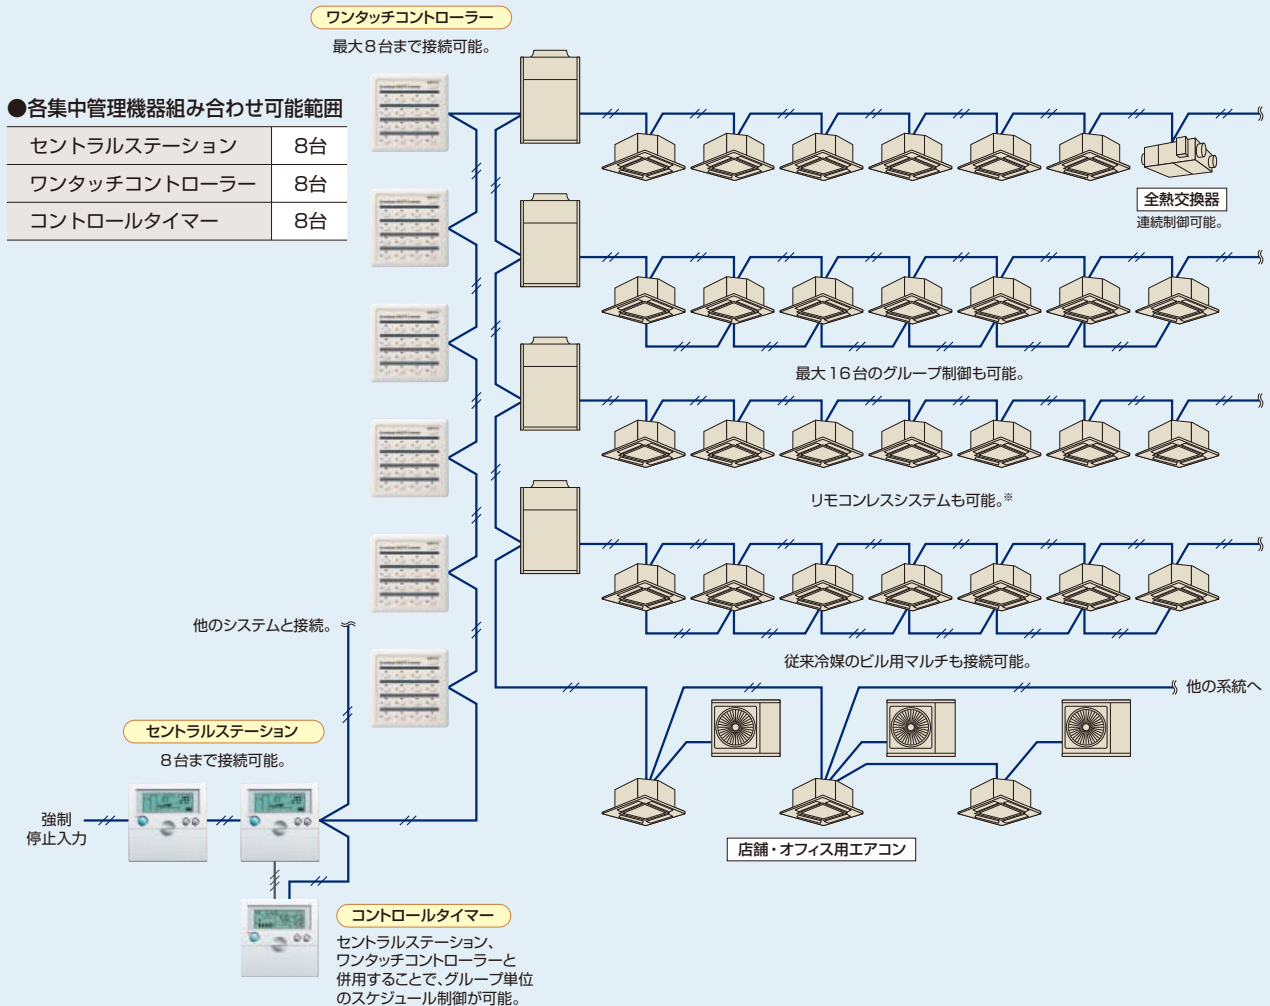 ワンタッチコントローラー
最大8台まで接続可能。
●各集中管理機器組み合わせ可能範囲
セントラルステーション 8台
ワンタッチコントローラー 8台
コントロールタイマー 8台
全熱交換器
連続制御可能。
最大16台のグループ制御も可能。
リモコンレスシステムも可能。※
従来冷媒のビル用マルチも接続可能。
他のシステムと接続。
他の系統へ
セントラルステーション
8台まで接続可能。
強制
停止入力
店舗・オフィス用エアコン
コントロールタイマー
セントラルステーション、
ワンタッチコントローラーと
併用することで、グループ単位
のスケジュール制御が可能。